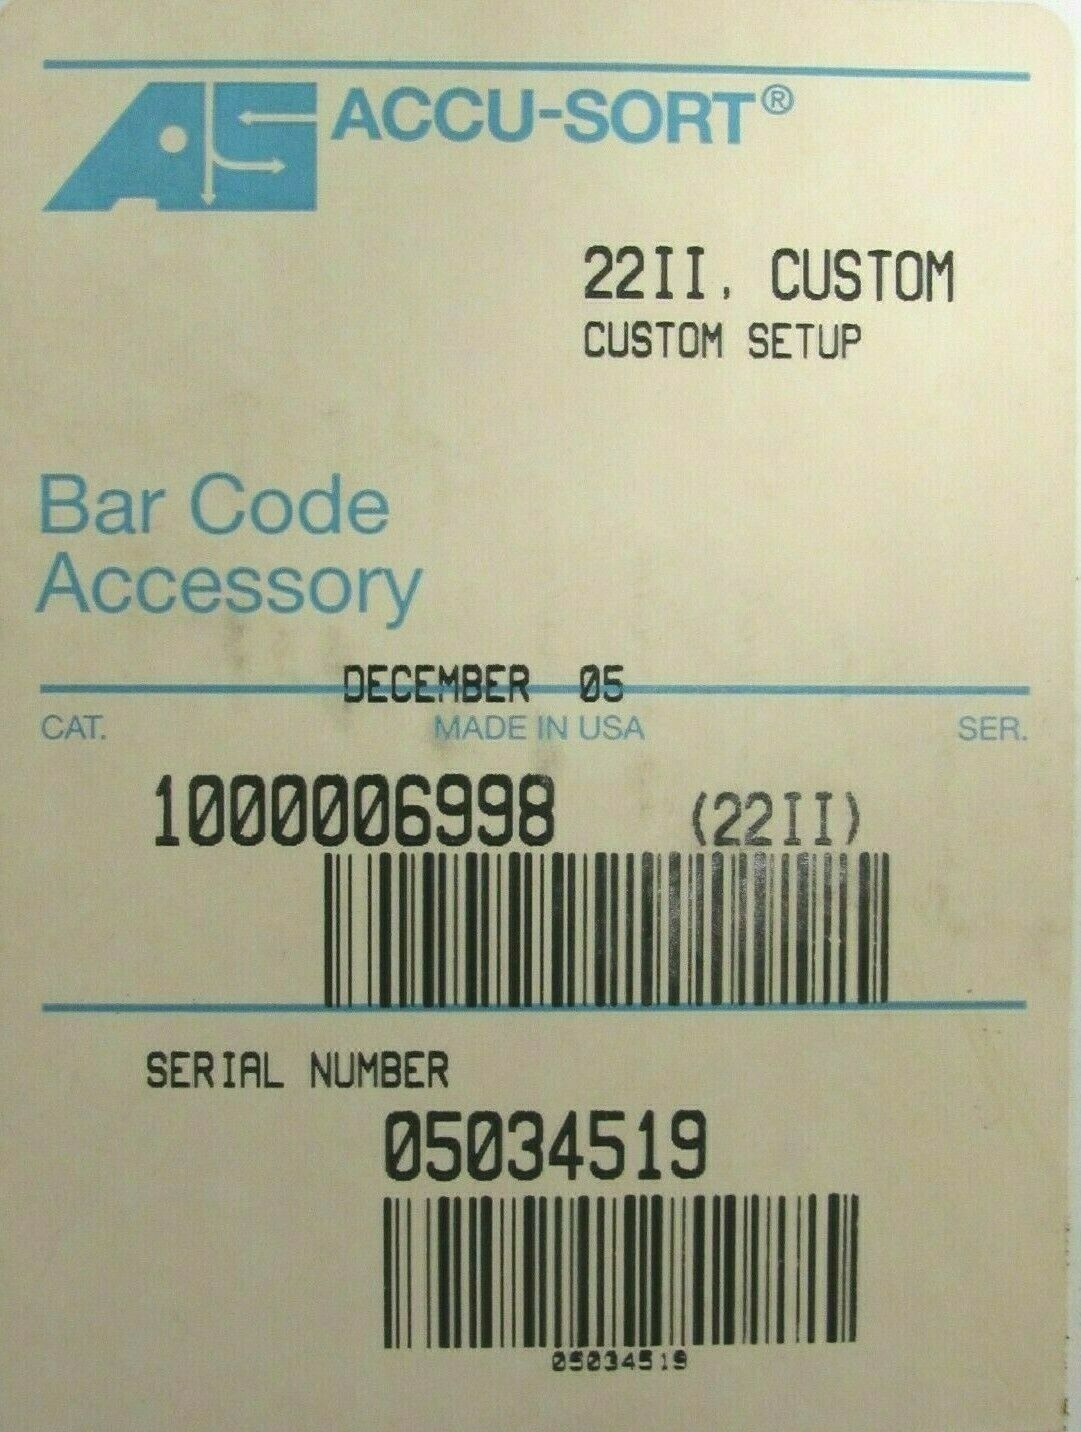 AS ACCU-SORT®
22II, CUSTOM
CUSTOM SETUP
Bar Code
Accessory
DECEMBER 05
CAT. MADE IN USA SER.
1000006998 (22II)
SERIAL NUMBER
05034519
05034519